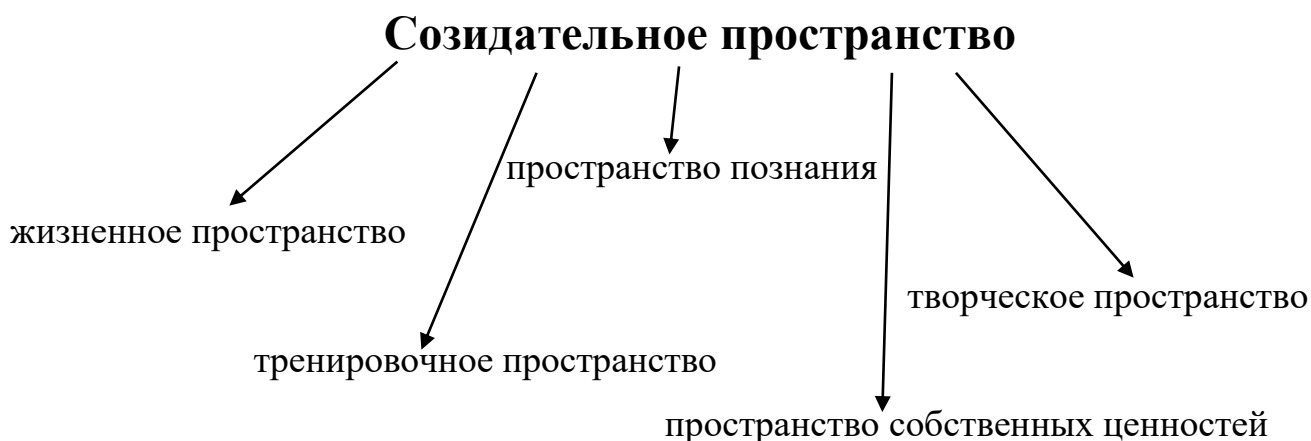 Созидательное пространство
пространство познания
жизненное пространство
творческое пространство
тренировочное пространство
пространство собственных ценностей